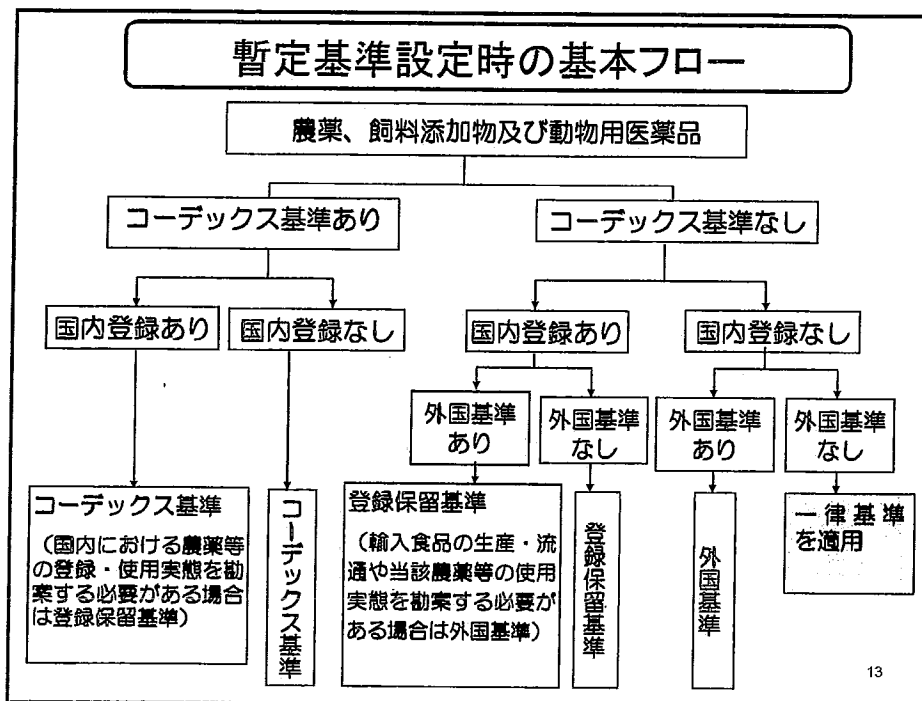 暫定基準設定時の基本フロー
農薬、飼料添加物及び動物用医薬品
コーデックス基準あり
コーデックス基準なし
国内登録あり
国内登録なし
国内登録あり
国内登録なし
外国基準
あり
外国基準
なし
外国基準
あり
外国基準
なし
コーデックス基準
（国内における農薬等
の登録・使用実態を勘
案する必要がある場合
は登録保留基準）
コーデックス基準
登録保留基準
（輸入食品の生産・流
通や当該農薬等の使用
実態を勘案する必要が
ある場合は外国基準）
登録保留基準
外国基準
一律基準
を適用
13